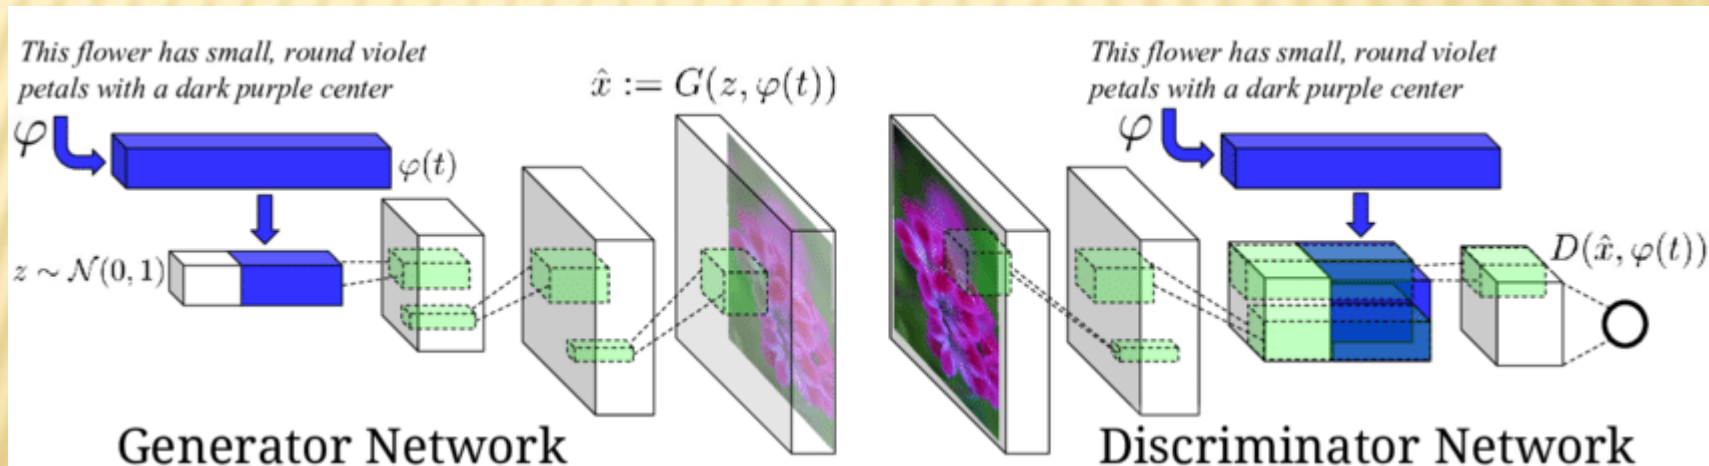 This flower has small, round violet
petals with a dark purple center
φ
φ(t)
z ∼ 𝒩(0, 1)
x̂ := G(z, φ(t))
Generator Network
This flower has small, round violet
petals with a dark purple center
φ
D(x̂, φ(t))
Discriminator Network